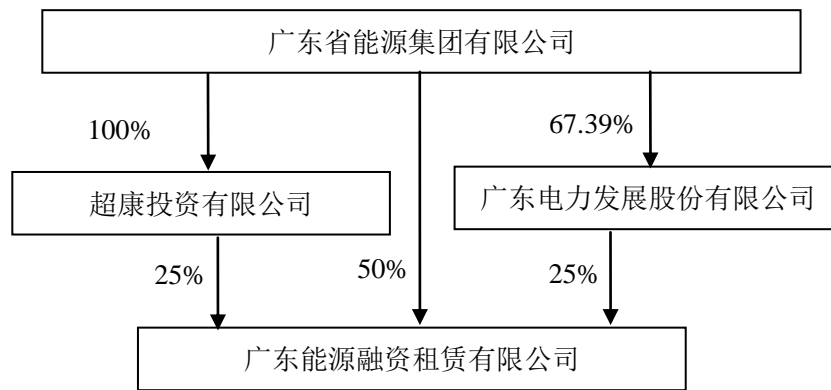 广东省能源集团有限公司
100%
67.39%
超康投资有限公司
广东电力发展股份有限公司
25%
50%
25%
广东能源融资租赁有限公司